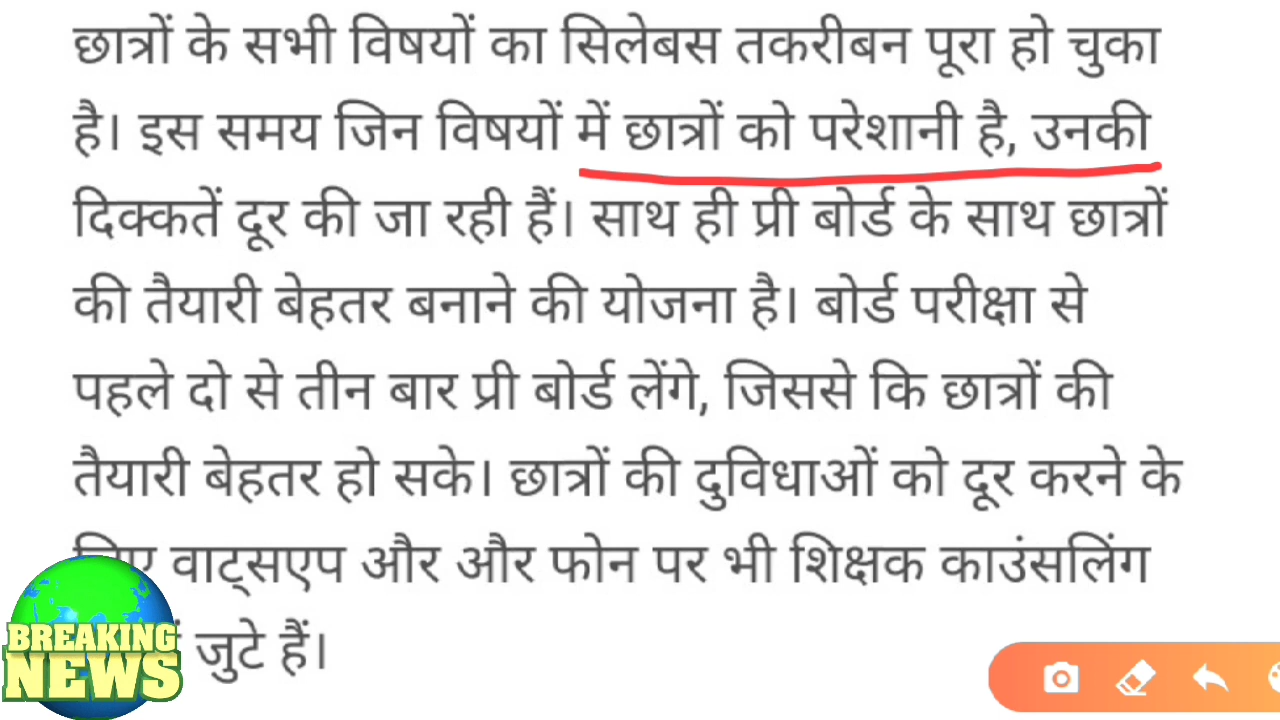 छात्रों के सभी विषयों का सिलेबस तकरीबन पूरा हो चुका
है। इस समय जिन विषयों में छात्रों को परेशानी है, उनकी
दिक्कतें दूर की जा रही हैं। साथ ही प्री बोर्ड के साथ छात्रों
की तैयारी बेहतर बनाने की योजना है। बोर्ड परीक्षा से
पहले दो से तीन बार प्री बोर्ड लेंगे, जिससे कि छात्रों की
तैयारी बेहतर हो सके। छात्रों की दुविधाओं को दूर करने के
वाट्सएप और और फोन पर भी शिक्षक काउंसलिंग
जुटे हैं।
BREAKING
NEWS